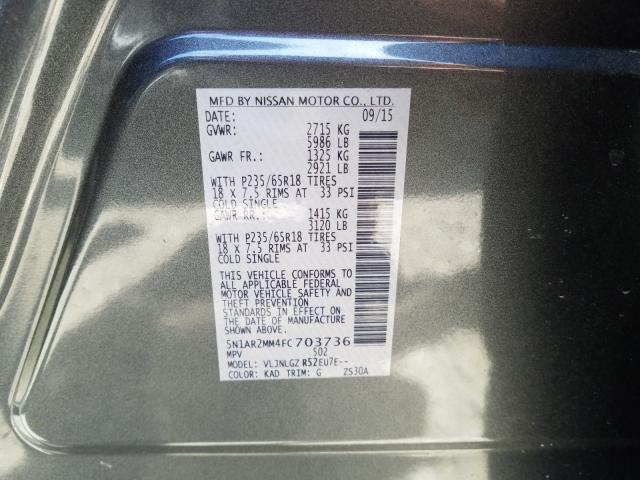 MFD BY NISSAN MOTOR CO., LTD.
DATE: 09/15
GVWR: 2715 KG
5986 LB
GAWR FR.: 1325 KG
2921 LB
WITH P235/65R18 TIRES
18 X 7.5 RIMS AT 33 PSI
COLD SINGLE
GAWR RR.: 1415 KG
3120 LB
WITH P235/65R18 TIRES
18 X 7.5 RIMS AT 33 PSI
COLD SINGLE
THIS VEHICLE CONFORMS TO
ALL APPLICABLE FEDERAL
MOTOR VEHICLE SAFETY AND
THEFT PREVENTION
STANDARDS IN EFFECT ON
THE DATE OF MANUFACTURE
SHOWN ABOVE.
5N1AR2MM4FC703736
MPV 502
MODEL: VLJNLGZ R52EU7E--
COLOR: KAD TRIM: G ZS30A